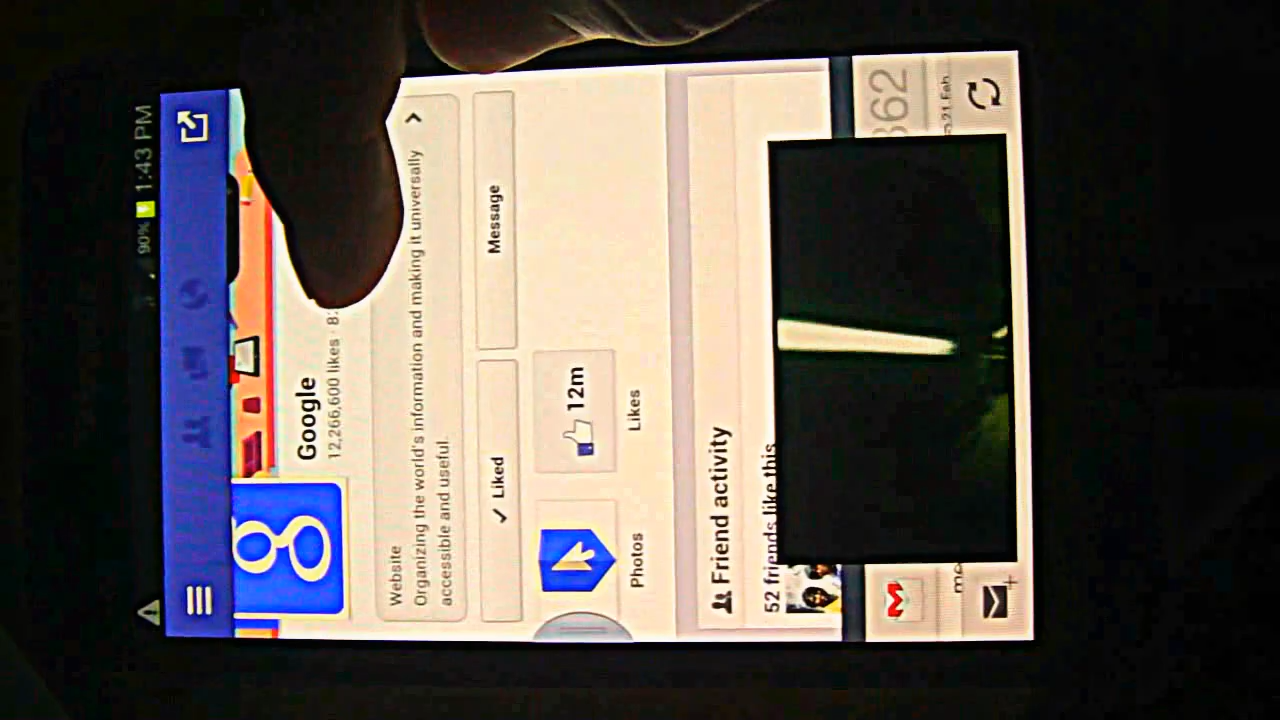 90% 1:43 PM
g
Google
12,266,600 likes · 8
Website
Organizing the world's information and making it universally
accessible and useful.
✓ Liked
Message
12m
Photos
Likes
Friend activity
52 friends like this
862
21 Feb